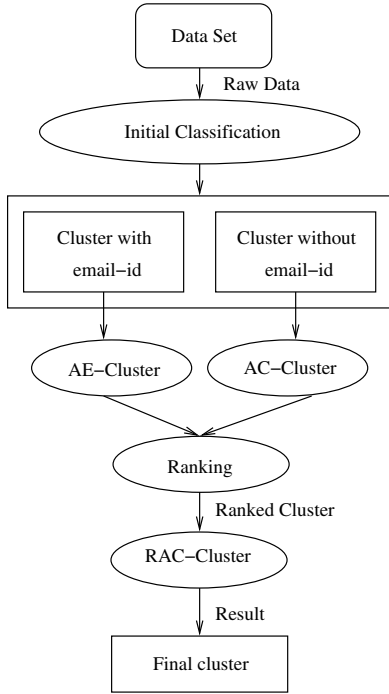 Data Set
Raw Data
Initial Classification
Cluster with
email−id
Cluster without
email−id
AE−Cluster
AC−Cluster
Ranking
Ranked Cluster
RAC−Cluster
Result
Final cluster